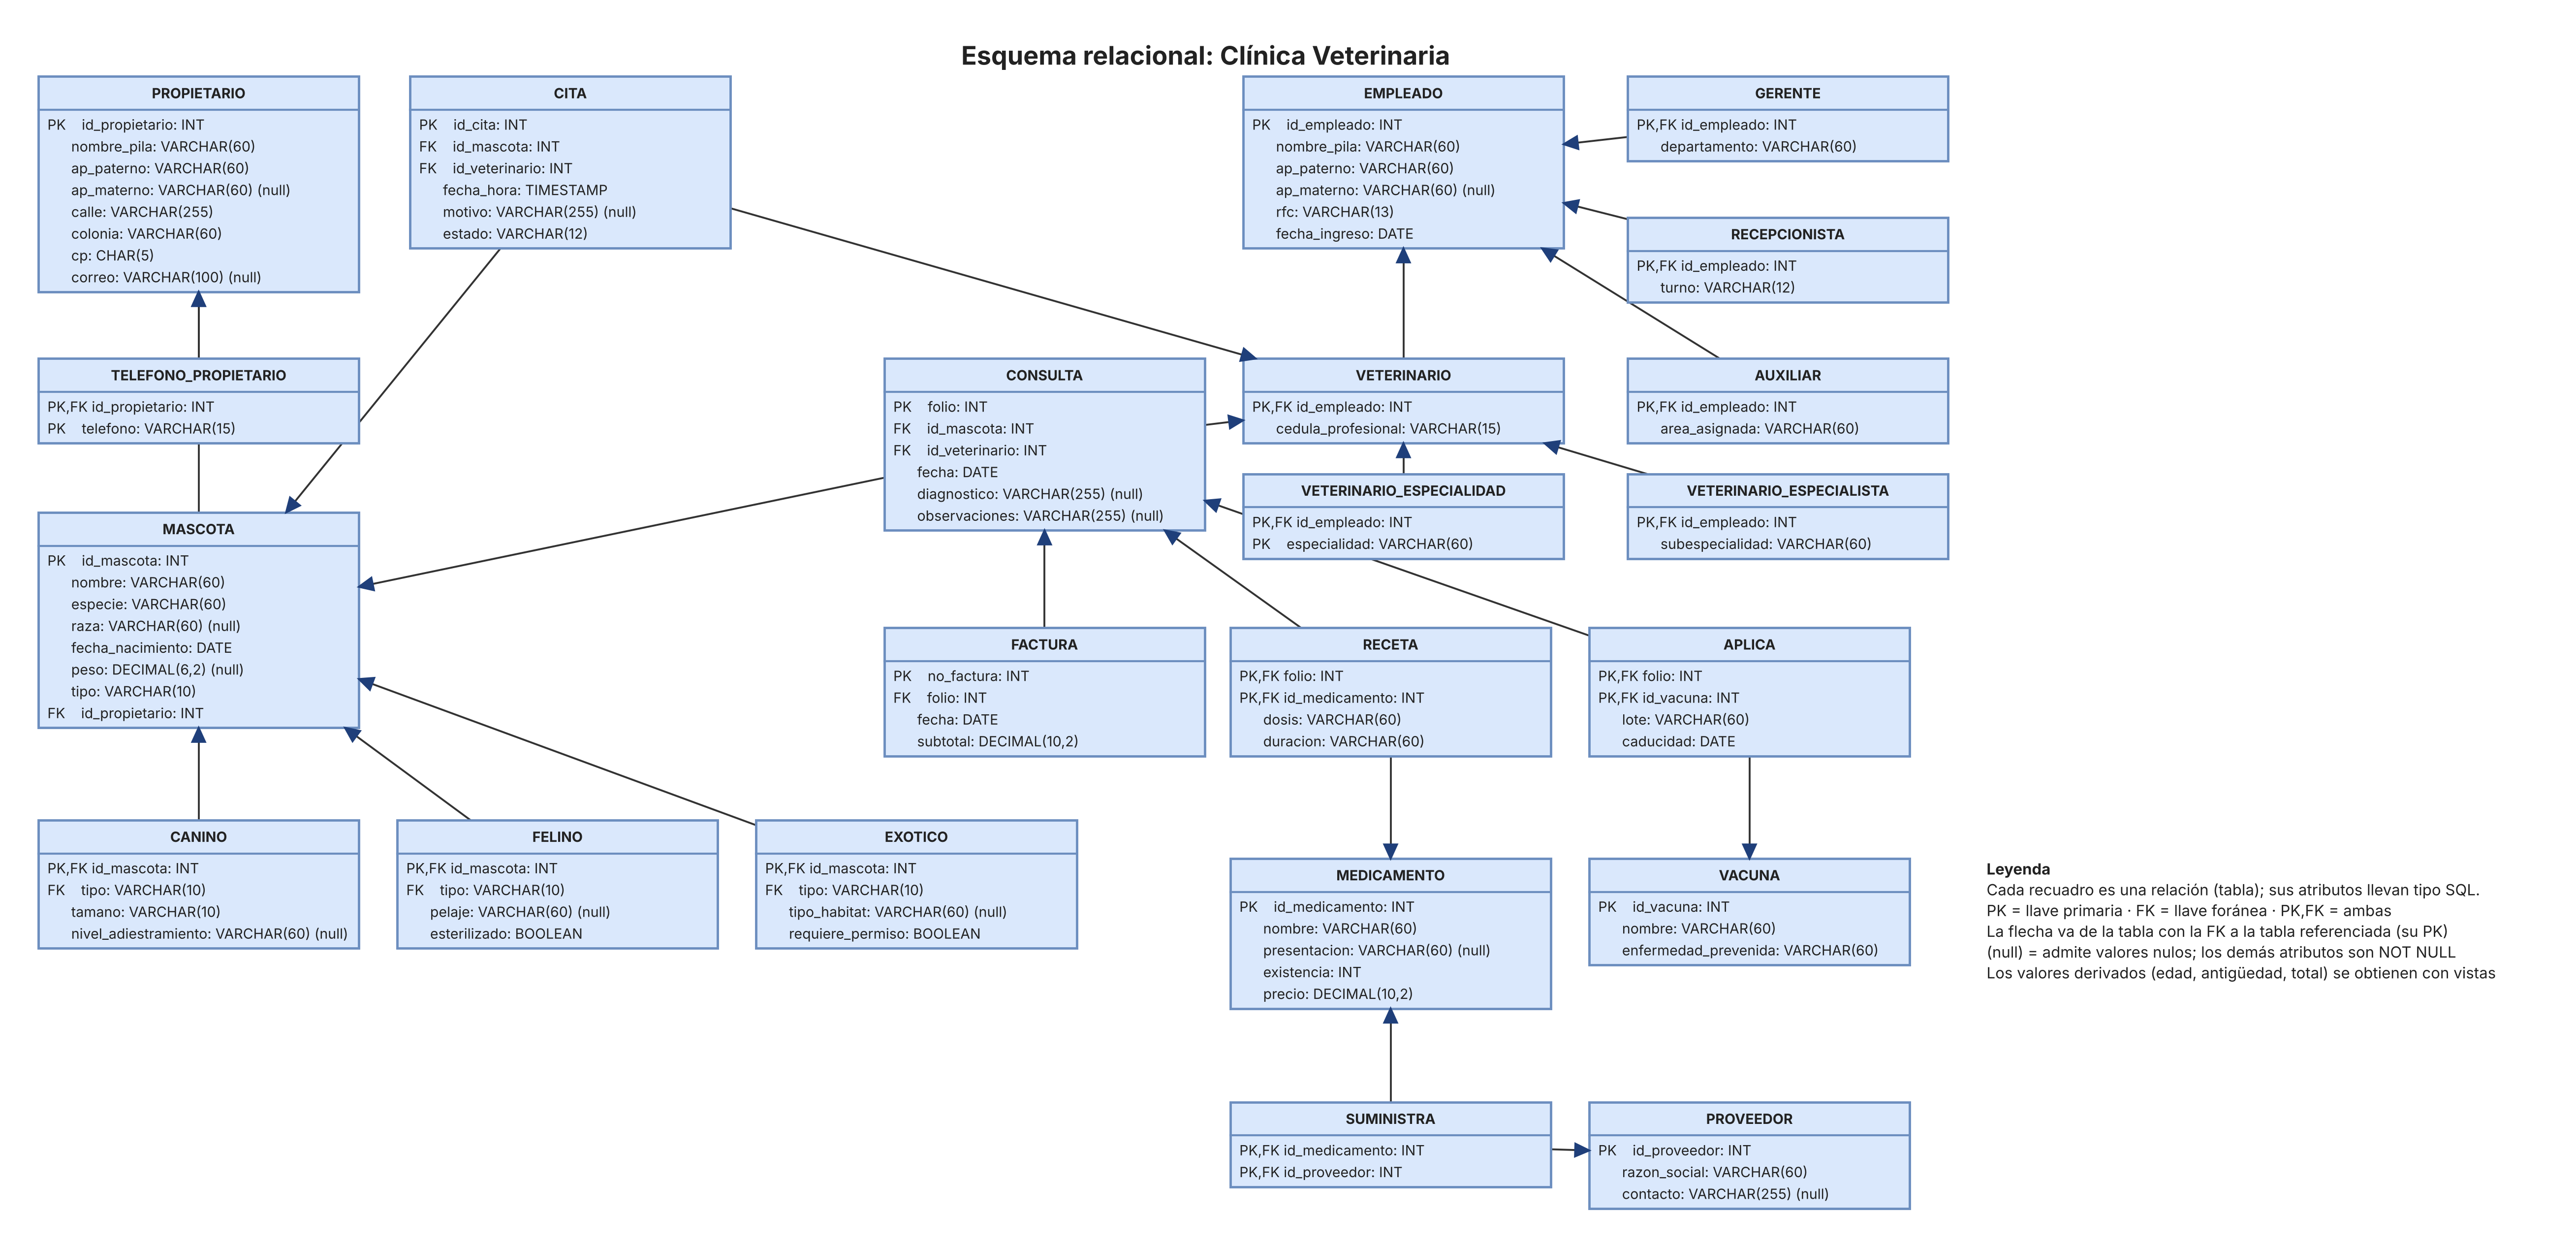 Esquema relacional: Clínica Veterinaria
PROPIETARIO
PK id_propietario: INT
nombre_pila: VARCHAR(60)
ap_paterno: VARCHAR(60)
ap_materno: VARCHAR(60) (null)
calle: VARCHAR(255)
colonia: VARCHAR(60)
cp: CHAR(5)
correo: VARCHAR(100) (null)
CITA
PK id_cita: INT
FK id_mascota: INT
FK id_veterinario: INT
fecha_hora: TIMESTAMP
motivo: VARCHAR(255) (null)
estado: VARCHAR(12)
EMPLEADO
PK id_empleado: INT
nombre_pila: VARCHAR(60)
ap_paterno: VARCHAR(60)
ap_materno: VARCHAR(60) (null)
rfc: VARCHAR(13)
fecha_ingreso: DATE
GERENTE
PK,FK id_empleado: INT
departamento: VARCHAR(60)
RECEPCIONISTA
PK,FK id_empleado: INT
turno: VARCHAR(12)
TELEFONO_PROPIETARIO
PK,FK id_propietario: INT
PK telefono: VARCHAR(15)
CONSULTA
PK folio: INT
FK id_mascota: INT
FK id_veterinario: INT
fecha: DATE
diagnostico: VARCHAR(255) (null)
observaciones: VARCHAR(255) (null)
VETERINARIO
PK,FK id_empleado: INT
cedula_profesional: VARCHAR(15)
AUXILIAR
PK,FK id_empleado: INT
area_asignada: VARCHAR(60)
VETERINARIO_ESPECIALIDAD
PK,FK id_empleado: INT
PK especialidad: VARCHAR(60)
VETERINARIO_ESPECIALISTA
PK,FK id_empleado: INT
subespecialidad: VARCHAR(60)
MASCOTA
PK id_mascota: INT
nombre: VARCHAR(60)
especie: VARCHAR(60)
raza: VARCHAR(60) (null)
fecha_nacimiento: DATE
peso: DECIMAL(6,2) (null)
tipo: VARCHAR(10)
FK id_propietario: INT
FACTURA
PK no_factura: INT
FK folio: INT
fecha: DATE
subtotal: DECIMAL(10,2)
RECETA
PK,FK folio: INT
PK,FK id_medicamento: INT
dosis: VARCHAR(60)
duracion: VARCHAR(60)
APLICA
PK,FK folio: INT
PK,FK id_vacuna: INT
lote: VARCHAR(60)
caducidad: DATE
CANINO
PK,FK id_mascota: INT
FK tipo: VARCHAR(10)
tamano: VARCHAR(10)
nivel_adiestramiento: VARCHAR(60) (null)
FELINO
PK,FK id_mascota: INT
FK tipo: VARCHAR(10)
pelaje: VARCHAR(60) (null)
esterilizado: BOOLEAN
EXOTICO
PK,FK id_mascota: INT
FK tipo: VARCHAR(10)
tipo_habitat: VARCHAR(60) (null)
requiere_permiso: BOOLEAN
MEDICAMENTO
PK id_medicamento: INT
nombre: VARCHAR(60)
presentacion: VARCHAR(60) (null)
existencia: INT
precio: DECIMAL(10,2)
VACUNA
PK id_vacuna: INT
nombre: VARCHAR(60)
enfermedad_prevenida: VARCHAR(60)
Leyenda
Cada recuadro es una relación (tabla); sus atributos llevan tipo SQL.
PK = llave primaria · FK = llave foránea · PK,FK = ambas
La flecha va de la tabla con la FK a la tabla referenciada (su PK)
(null) = admite valores nulos; los demás atributos son NOT NULL
Los valores derivados (edad, antigüedad, total) se obtienen con vistas
SUMINISTRA
PK,FK id_medicamento: INT
PK,FK id_proveedor: INT
PROVEEDOR
PK id_proveedor: INT
razon_social: VARCHAR(60)
contacto: VARCHAR(255) (null)